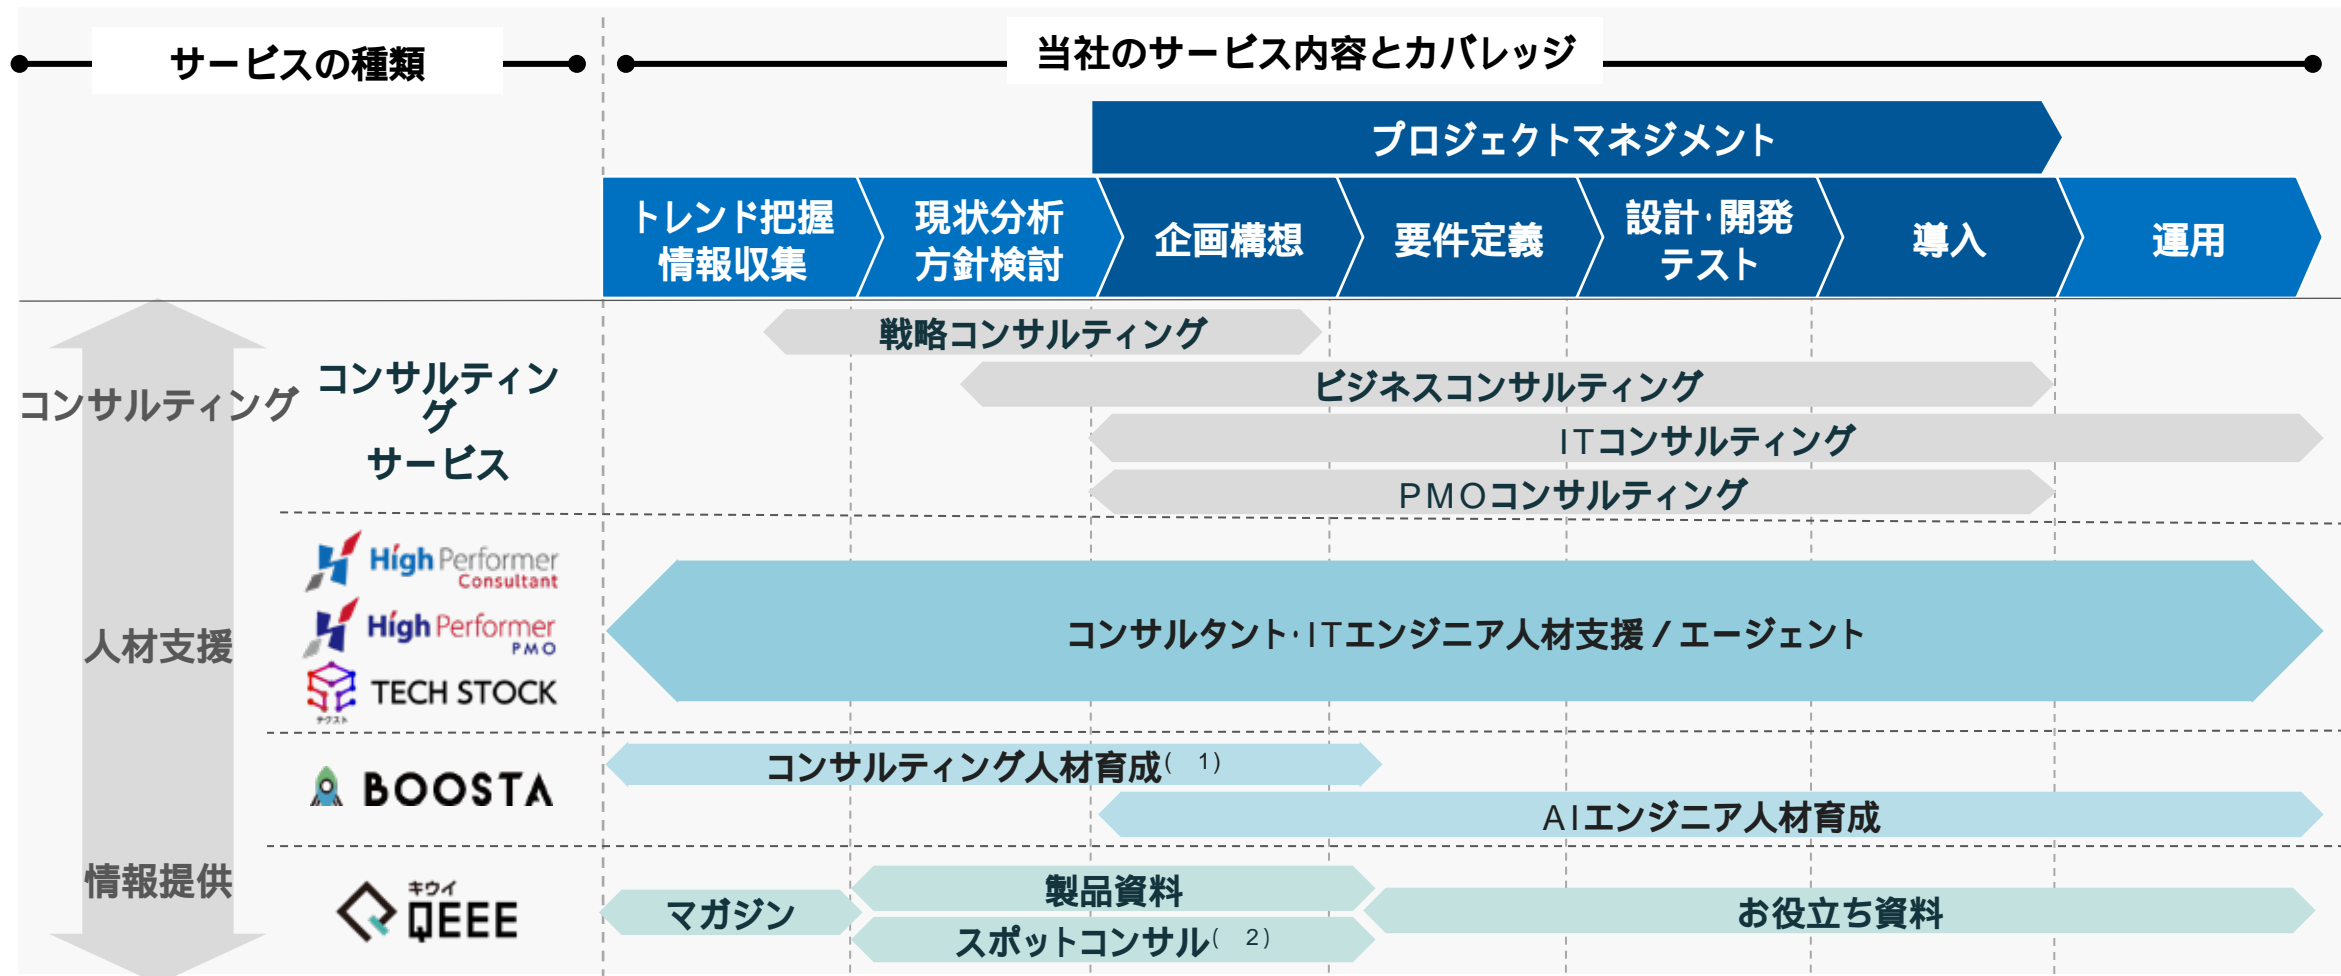 サービスの種類
当社のサービス内容とカバレッジ
プロジェクトマネジメント
トレンド把握
情報収集
現状分析
方針検討
企画構想
要件定義
設計・開発
テスト
導入
運用
コンサルティング
コンサルティン
グ
サービス
戦略コンサルティング
ビジネスコンサルティング
ITコンサルティング
PMOコンサルティング
人材支援
High Performer
Consultant
High Performer
PMO
TECH STOCK
テクスト
コンサルタント・ITエンジニア人材支援/エージェント
BOOSTA
コンサルティング人材育成( 1)
AIエンジニア人材育成
情報提供
キウイ
QEEE
マガジン
製品資料
スポットコンサル( 2)
お役立ち資料